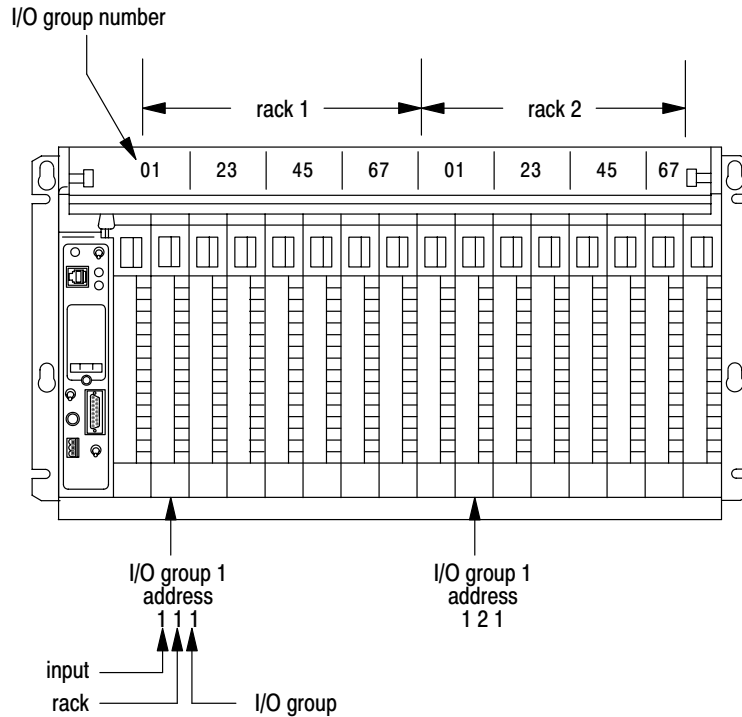 I/O group number
rack 1 rack 2
01 23 45 67 01 23 45 67
I/O group 1 I/O group 1
address address
1 1 1 1 2 1
input
rack I/O group